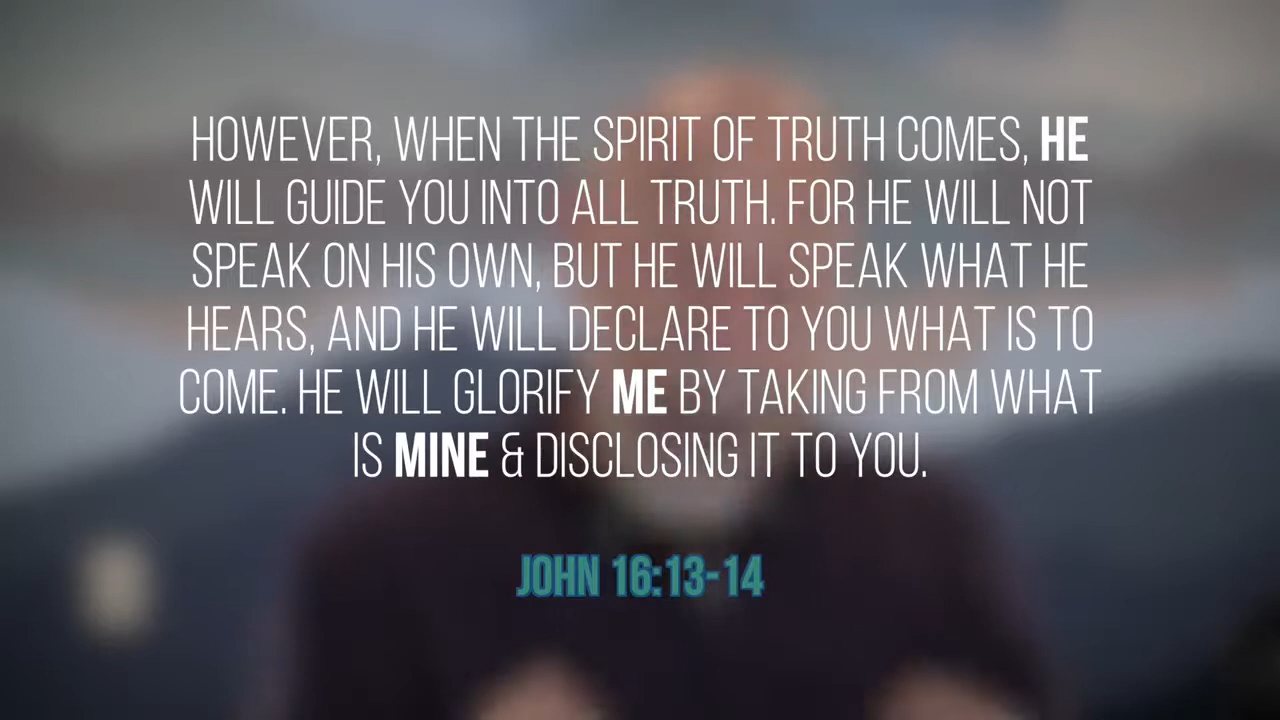 HOWEVER, WHEN THE SPIRIT OF TRUTH COMES, HE
WILL GUIDE YOU INTO ALL TRUTH. FOR HE WILL NOT
SPEAK ON HIS OWN, BUT HE WILL SPEAK WHAT HE
HEARS, AND HE WILL DECLARE TO YOU WHAT IS TO
COME. HE WILL GLORIFY ME BY TAKING FROM WHAT
IS MINE & DISCLOSING IT TO YOU.
JOHN 16:13-14